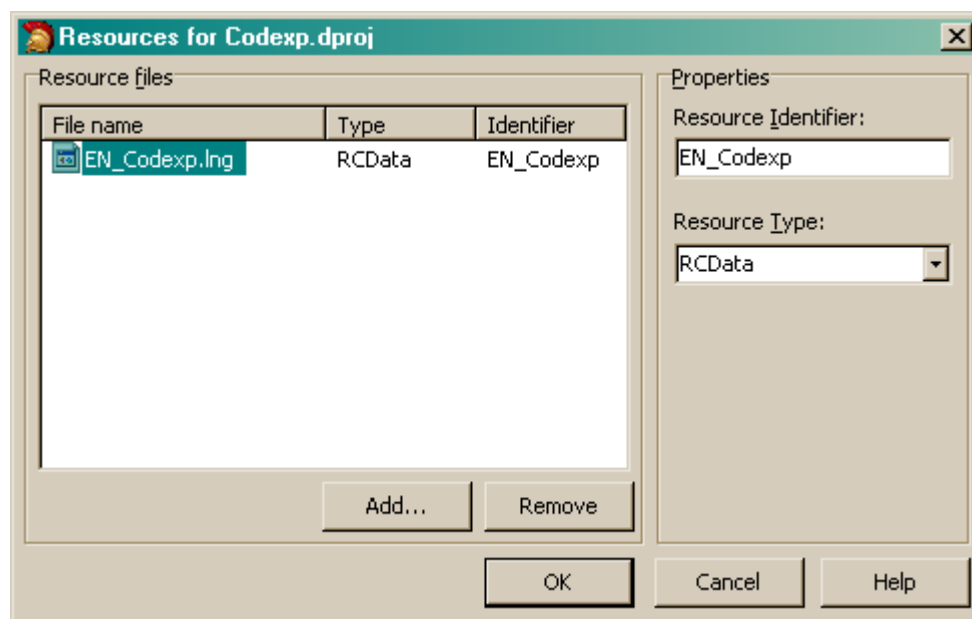 Resources for Codexp.dproj
Resource files
File name Type Identifier
EN_Codexp.lng RCData EN_Codexp
Add... Remove
Properties
Resource Identifier:
EN_Codexp
Resource Type:
RCData
OK Cancel Help